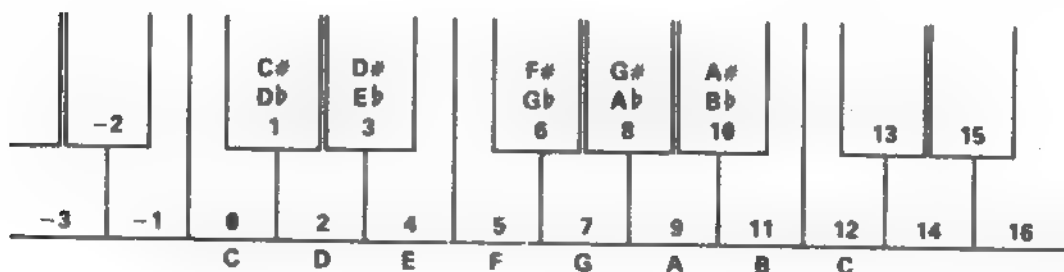 C# D# F# G# A#
Db Eb Gb Ab Bb
-2 1 3 6 8 10 13 15
-3 -1 0 2 4 5 7 9 11 12 14 16
C D E F G A B C